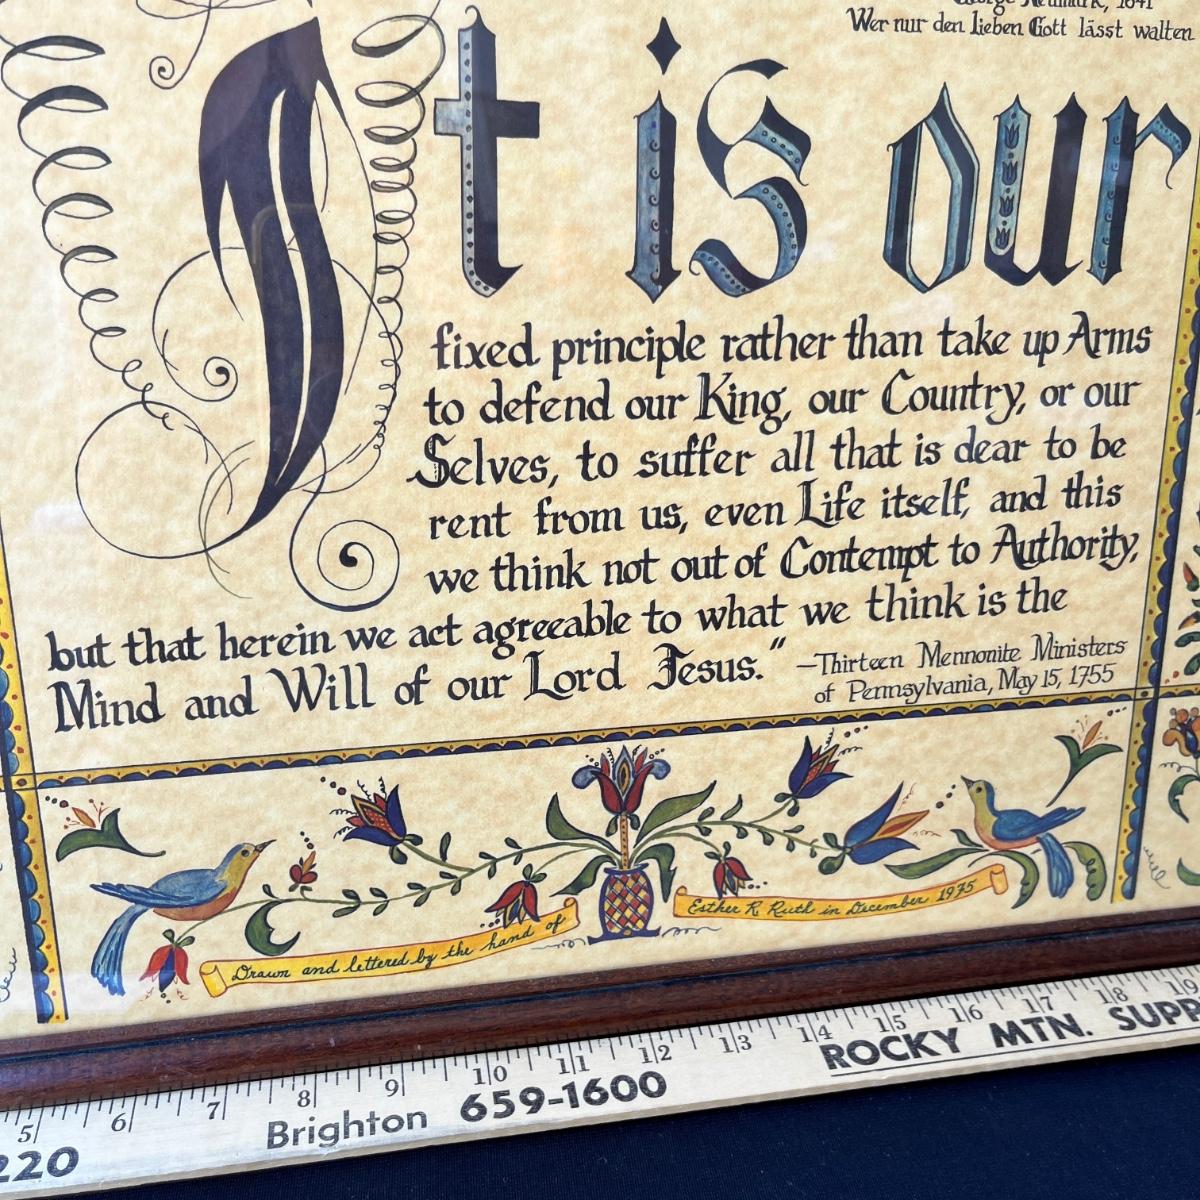 George Neumark, 1641
Wer nur den lieben Gott lässt walten
It is our
fixed principle rather than take up Arms
to defend our King, our Country, or our
Selves, to suffer all that is dear to be
rent from us, even Life itself, and this
we think not out of Contempt to Authority,
but that herein we act agreeable to what we think is the
Mind and Will of our Lord Jesus."
—Thirteen Mennonite Ministers
of Pennsylvania, May 15, 1755
Drawn and lettered by the hand of
Esther R Ruth in December 1975
5 6 7 8 9 10 11 12 13 14 15 16 17 18 19
220 Brighton 659-1600 ROCKY MTN. SUPP